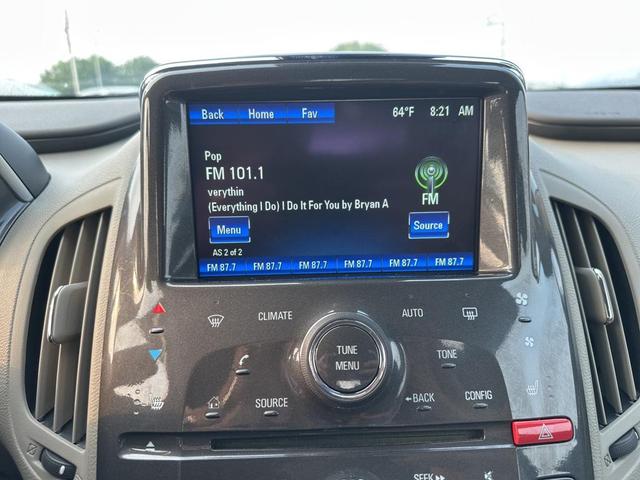 Back Home Fav 64°F 8:21 AM
Pop
FM 101.1
verythin
(Everything I Do) I Do It For You by Bryan A
FM
Menu
Source
AS 2 of 2
FM 87.7 FM 87.7 FM 87.7 FM 87.7 FM 87.7 FM 87.7
CLIMATE
AUTO
TUNE
MENU
TONE
SOURCE
BACK
CONFIG
SEEK